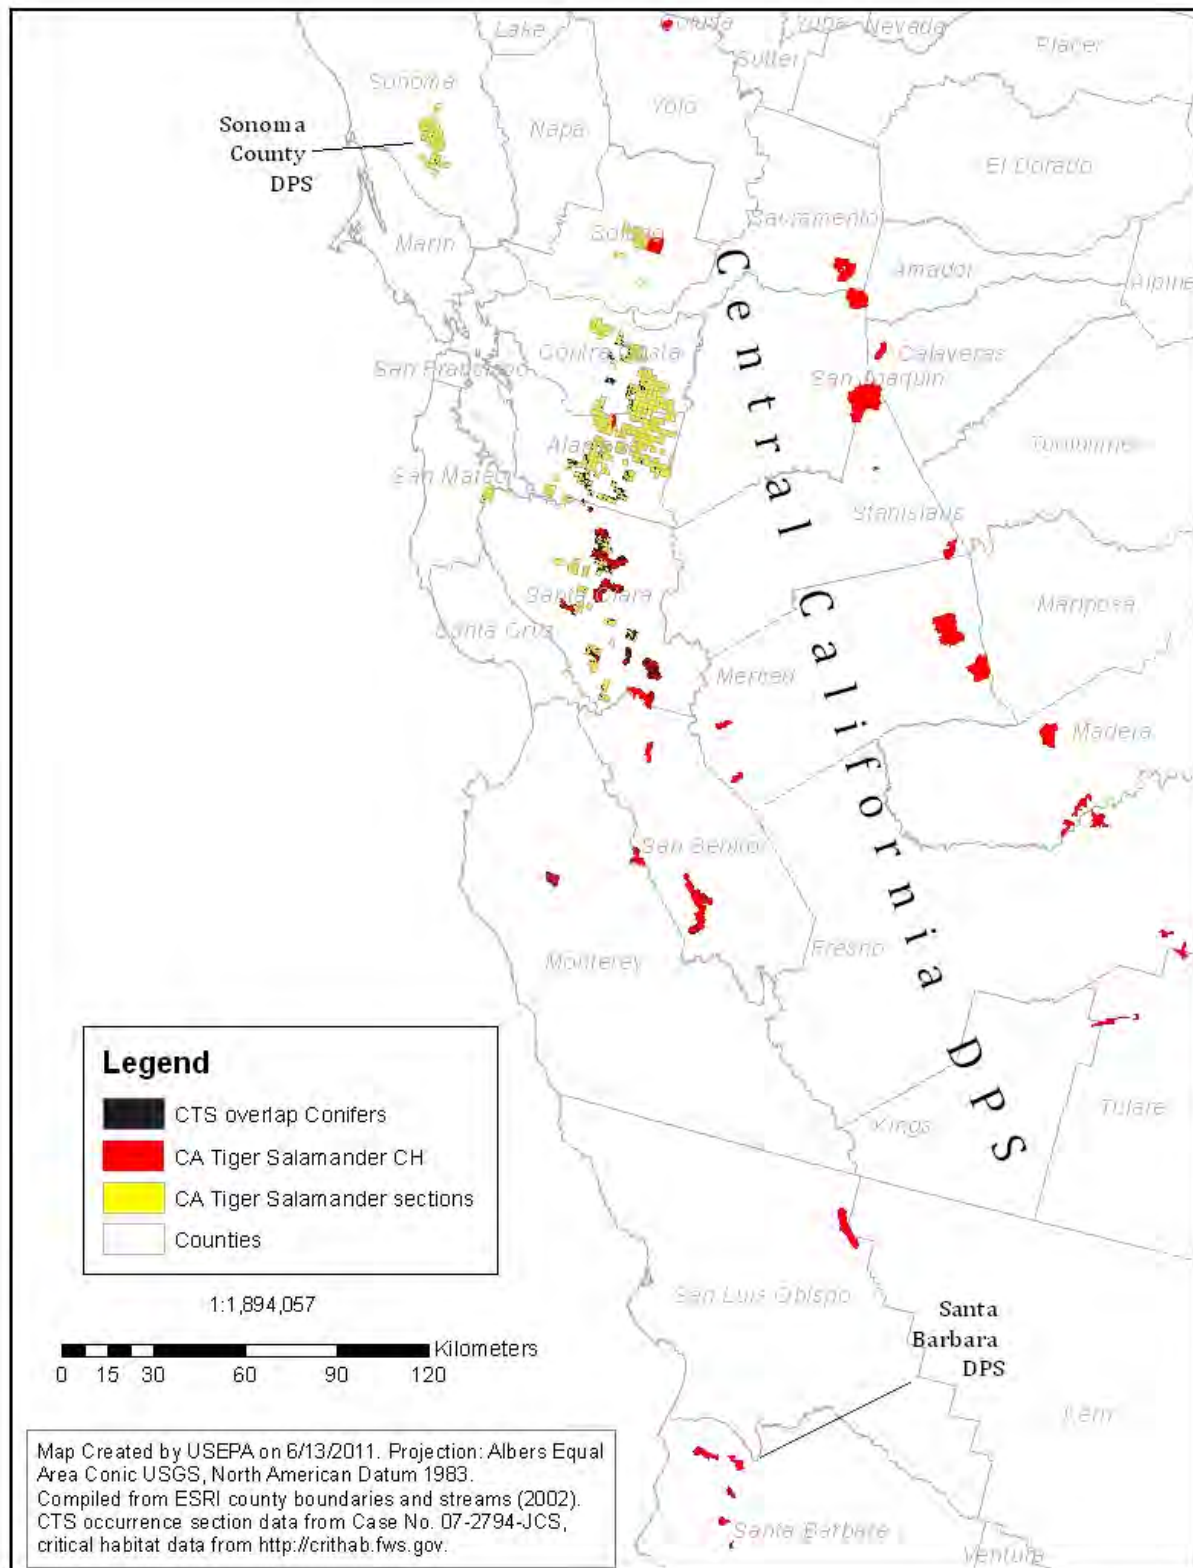 Lake
Colusa
Yuba
Nevada
Placer
Sutter
Sonoma
Yolo
Napa
Sonoma
County
DPS
El Dorado
Sacramento
Marin
Solano
Amador
Alpine
Contra Costa
Calaveras
San Francisco
San Joaquin
Alameda
Tuolumne
San Mateo
Stanislaus
Santa Clara
Mariposa
Santa Cruz
Merced
Madera
San Benito
Fresno
Monterey
Central California DPS
Tulare
Kings
Legend
CTS overlap Conifers
CA Tiger Salamander CH
CA Tiger Salamander sections
Counties
1:1,894,057
Kilometers
0 15 30 60 90 120
San Luis Obispo
Santa
Barbara
DPS
Kern
Santa Barbara
Ventura
Map Created by USEPA on 6/13/2011. Projection: Albers Equal
Area Conic USGS, North American Datum 1983.
Compiled from ESRI county boundaries and streams (2002).
CTS occurrence section data from Case No. 07-2794-JCS,
critical habitat data from http://crithab.fws.gov.